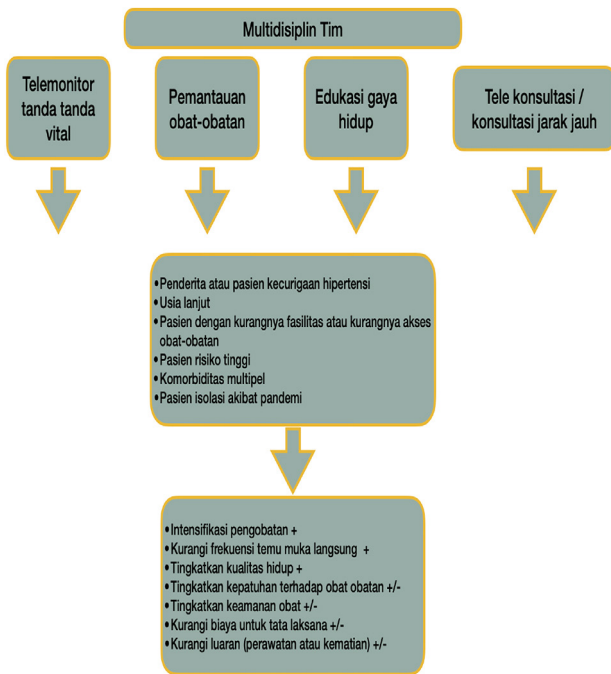 Multidisiplin Tim
Telemonitor
tanda tanda
vital
Pemantauan
obat-obatan
Edukasi gaya
hidup
Tele konsultasi /
konsultasi jarak jauh
•Penderita atau pasien kecurigaan hipertensi
•Usia lanjut
•Pasien dengan kurangnya fasilitas atau kurangnya akses
obat-obatan
•Pasien risiko tinggi
•Komorbiditas multipel
•Pasien isolasi akibat pandemi
•Intensifikasi pengobatan +
•Kurangi frekuensi temu muka langsung +
•Tingkatkan kualitas hidup +
•Tingkatkan kepatuhan terhadap obat obatan +/-
•Tingkatkan keamanan obat +/-
•Kurangi biaya untuk tata laksana +/-
•Kurangi luaran (perawatan atau kematian) +/-